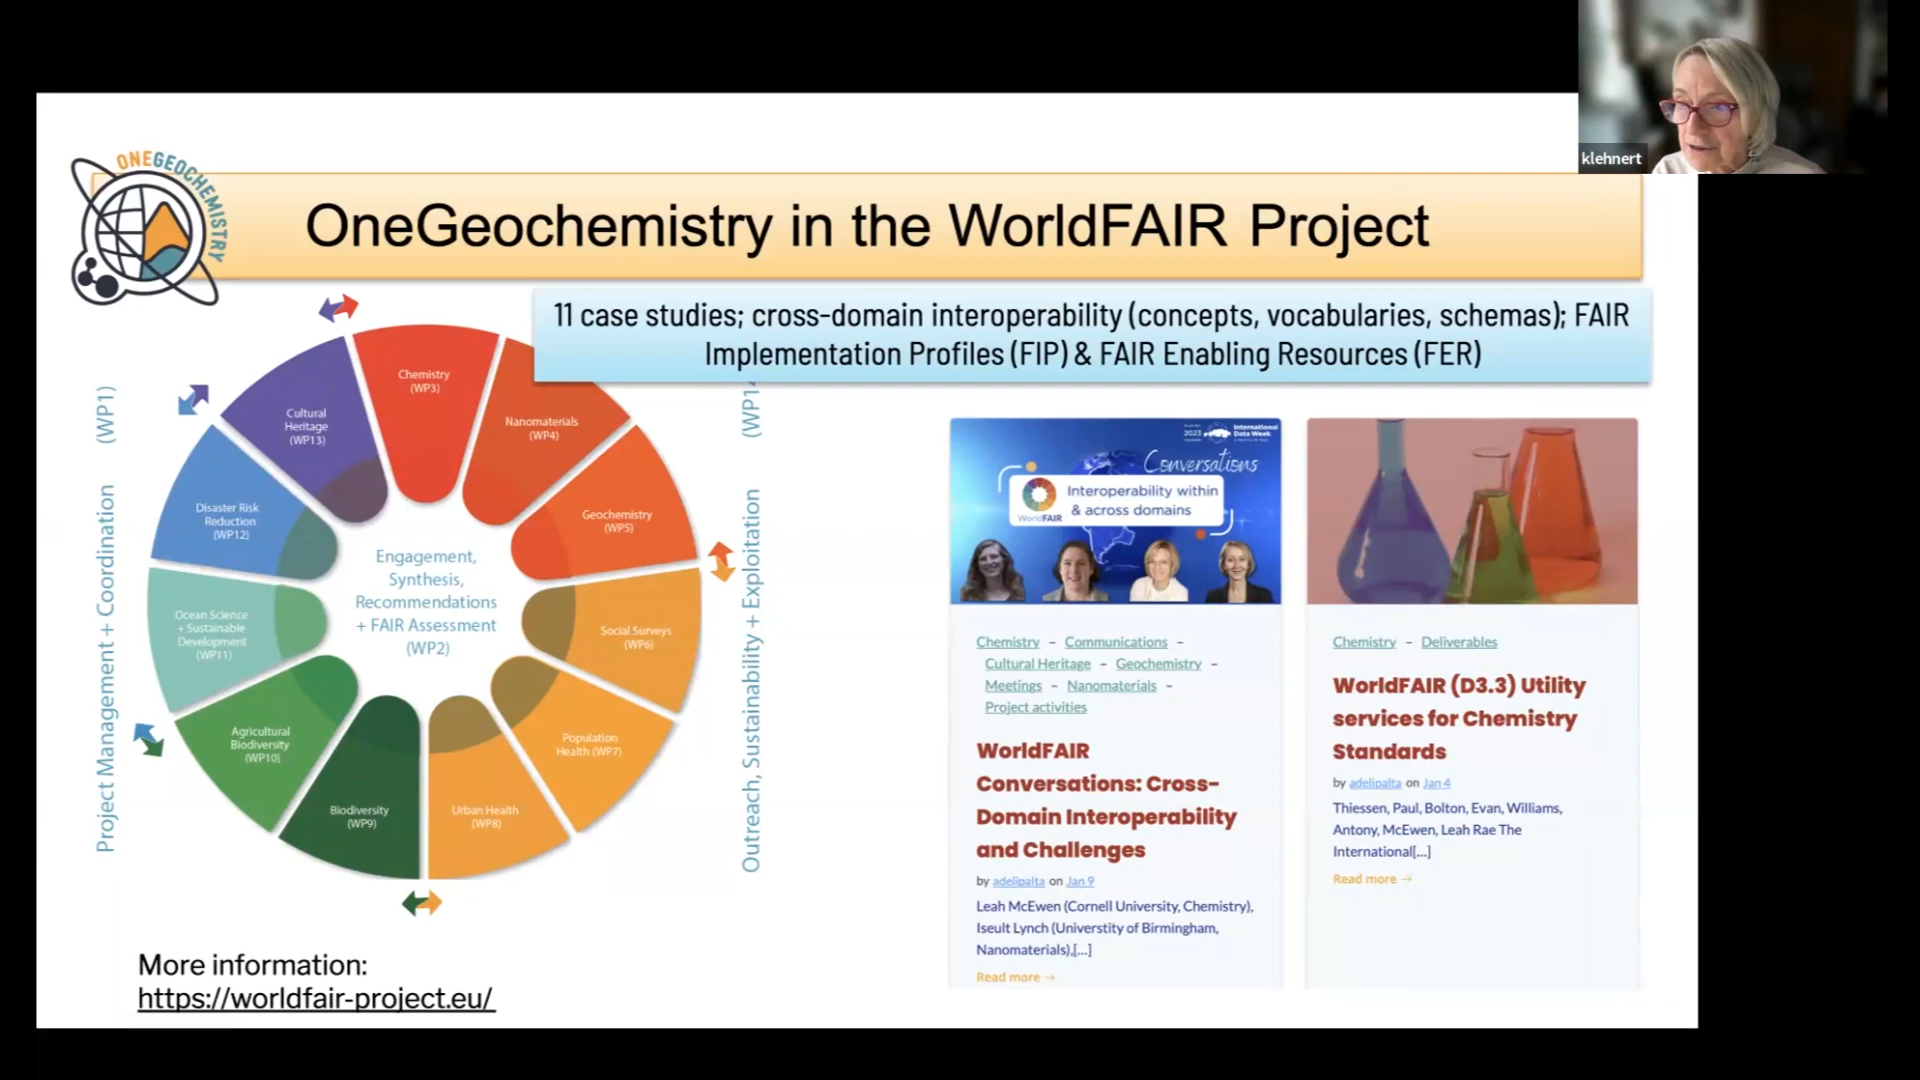 klehnert
ONEGEOCHEMISTRY
OneGeochemistry in the WorldFAIR Project
11 case studies; cross-domain interoperability (concepts, vocabularies, schemas); FAIR
Implementation Profiles (FIP) & FAIR Enabling Resources (FER)
Project Management + Coordination (WP1)
Chemistry
(WP3)
Nanomaterials
(WP4)
Geochemistry
(WP5)
Social Surveys
(WP6)
Population
Health (WP7)
Urban Health
(WP8)
Biodiversity
(WP9)
Agricultural
Biodiversity
(WP10)
Ocean Science
+ Sustainable
Development
(WP11)
Disaster Risk
Reduction
(WP12)
Cultural
Heritage
(WP13)
Engagement,
Synthesis,
Recommendations
+ FAIR Assessment
(WP2)
Outreach, Sustainability + Exploitation (WP14
2023
International
Data Week
Conversations
WorldFAIR
Interoperability within
& across domains
Chemistry – Communications –
Cultural Heritage – Geochemistry –
Meetings – Nanomaterials –
Project activities
WorldFAIR
Conversations: Cross-
Domain Interoperability
and Challenges
by adelipalta on Jan 9
Leah McEwen (Cornell University, Chemistry),
Iseult Lynch (Universtity of Birmingham,
Nanomaterials),[...]
Read more →
Chemistry – Deliverables
WorldFAIR (D3.3) Utility
services for Chemistry
Standards
by adelipalta on Jan 4
Thiessen, Paul, Bolton, Evan, Williams,
Antony, McEwen, Leah Rae The
International[...]
Read more →
More information:
https://worldfair-project.eu/